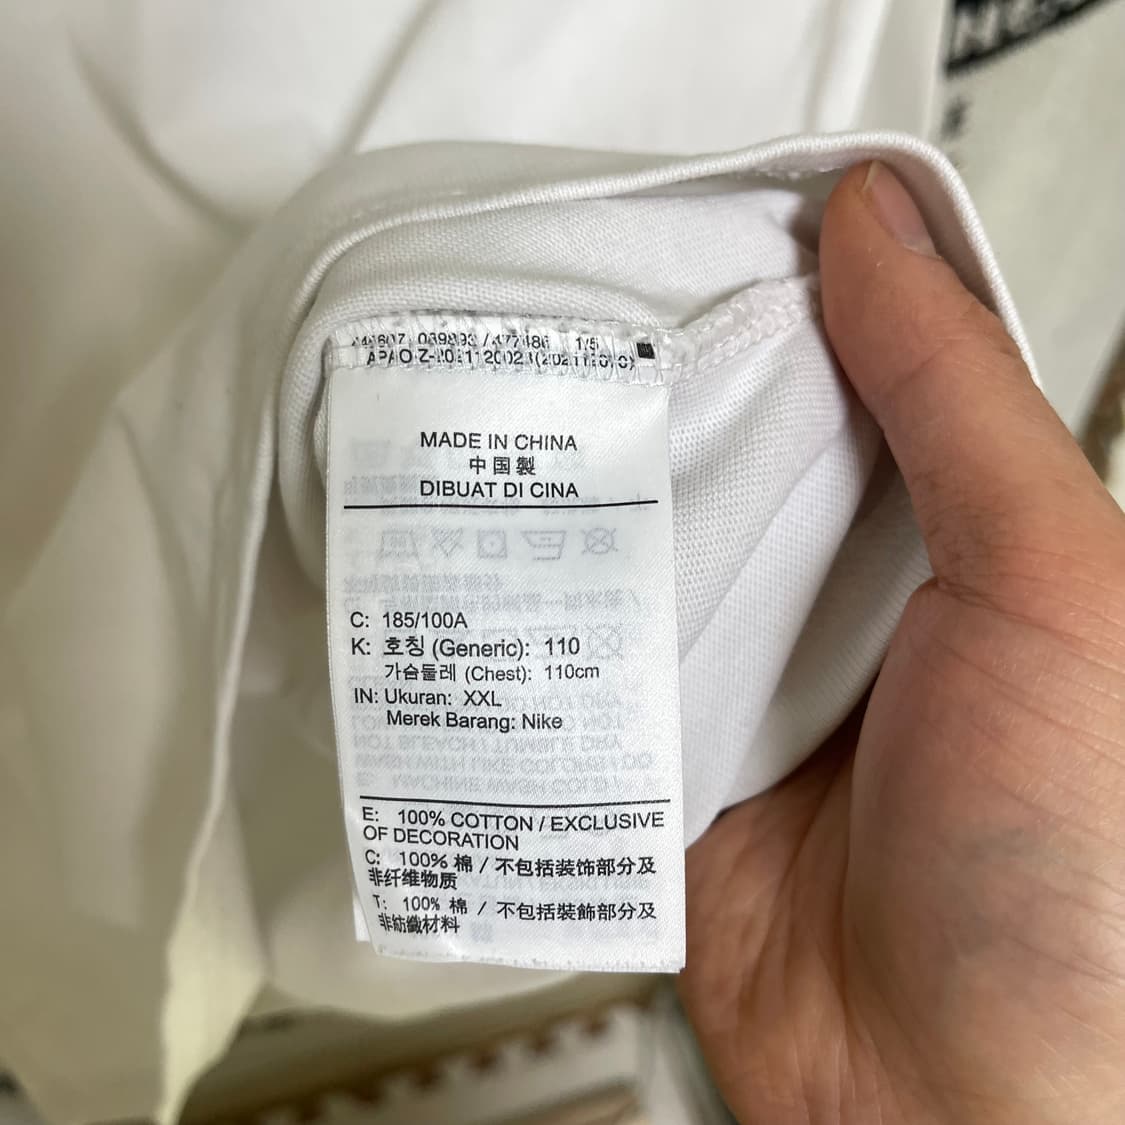 MADE IN CHINA
中国製
DIBUAT DI CINA
C: 185/100A
K: 호칭 (Generic): 110
가슴둘레 (Chest): 110cm
IN: Ukuran: XXL
Merek Barang: Nike
E: 100% COTTON / EXCLUSIVE
OF DECORATION
C: 100% 棉 / 不包括装饰部分及
非纤维物质
T: 100% 棉 / 不包括裝飾部分及
非紡織材料